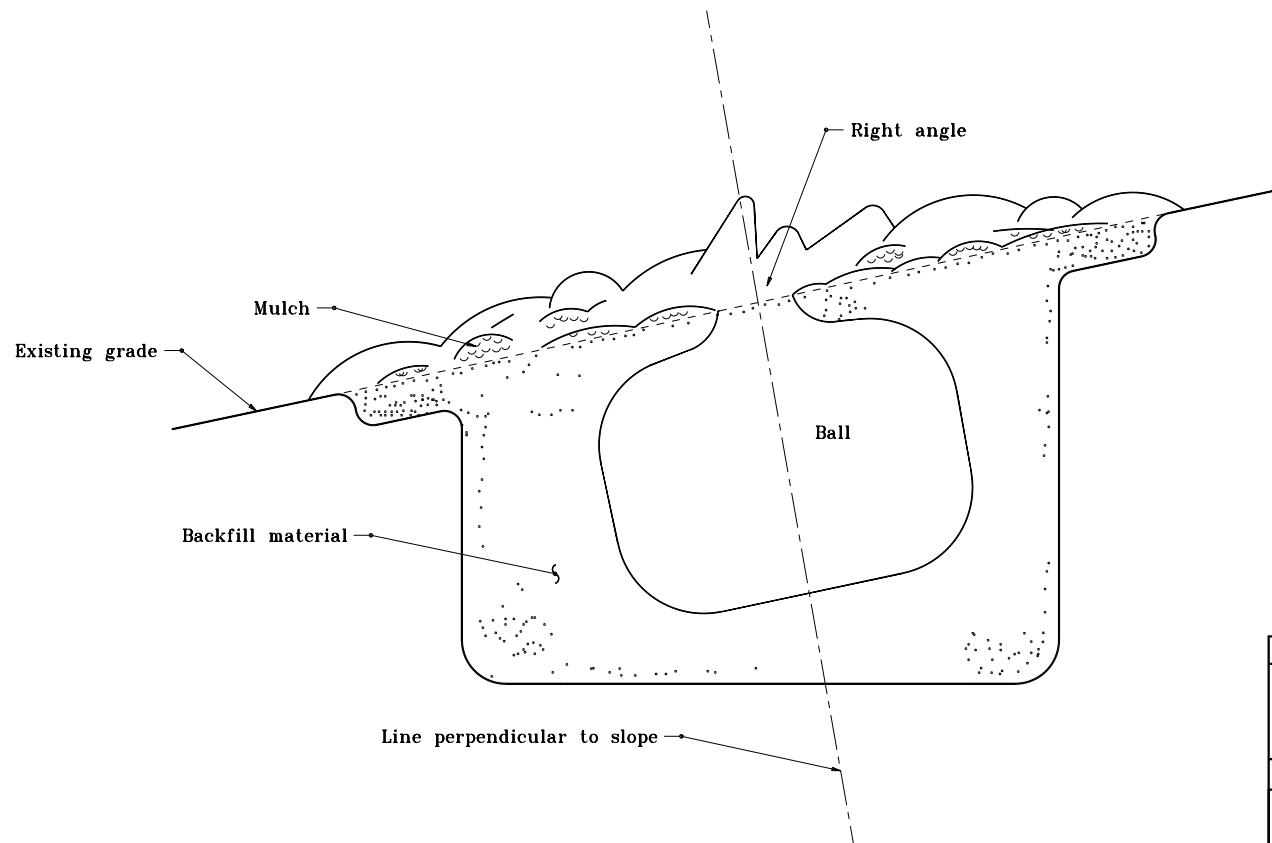 Right angle
Mulch
Existing grade
Ball
Backfill material
Line perpendicular to slope